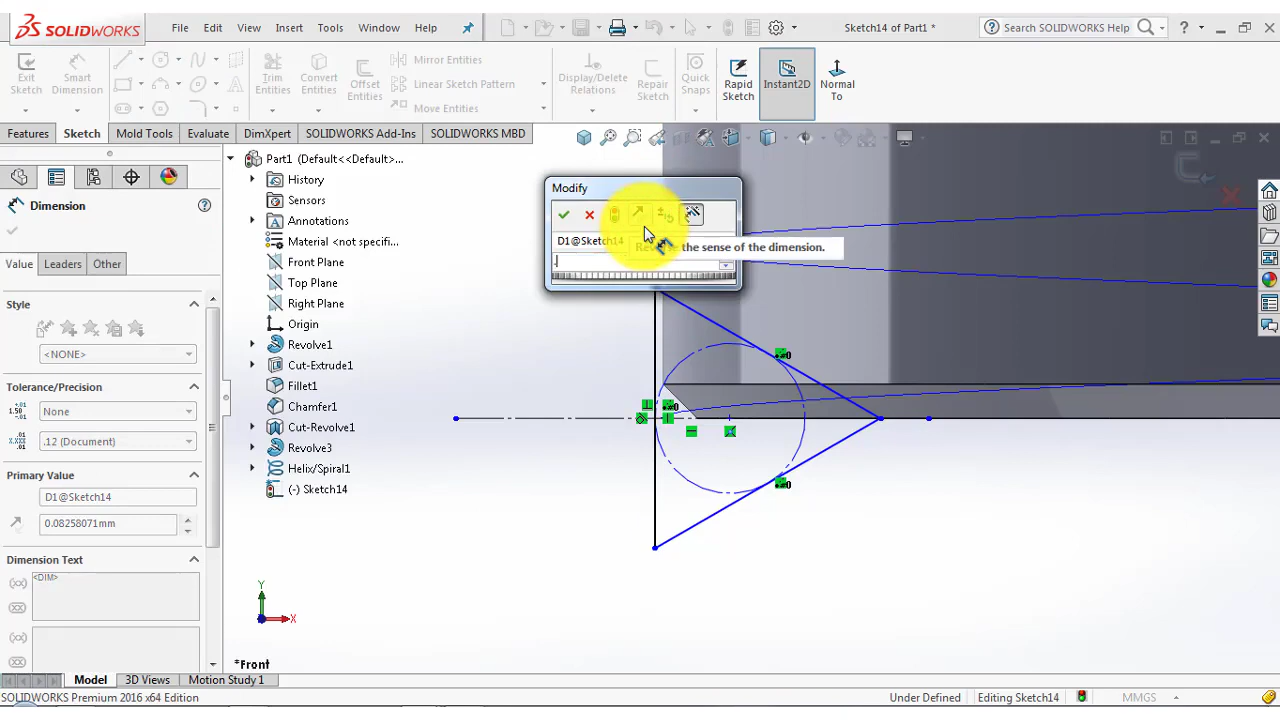 SOLIDWORKS
File Edit View Insert Tools Window Help
Sketch14 of Part1 *
Search SOLIDWORKS Help
Exit Sketch
Smart Dimension
Trim Entities
Convert Entities
Offset Entities
Mirror Entities
Linear Sketch Pattern
Move Entities
Display/Delete Relations
Repair Sketch
Quick Snaps
Rapid Sketch
Instant2D
Normal To
Features Sketch Mold Tools Evaluate DimXpert SOLIDWORKS Add-Ins SOLIDWORKS MBD
Dimension
Value Leaders Other
Style
<NONE>
Tolerance/Precision
None
.12 (Document)
Primary Value
D1@Sketch14
0.08258071mm
Dimension Text
<DIM>
Part1 (Default<<Default>...
History
Sensors
Annotations
Material <not specifi...
Front Plane
Top Plane
Right Plane
Origin
Revolve1
Cut-Extrude1
Fillet1
Chamfer1
Cut-Revolve1
Revolve3
Helix/Spiral1
(-) Sketch14
Modify
D1@Sketch14
.
Reverse the sense of the dimension.
Y
X
*Front
Model 3D Views Motion Study 1
SOLIDWORKS Premium 2016 x64 Edition
Under Defined Editing Sketch14 MMGS